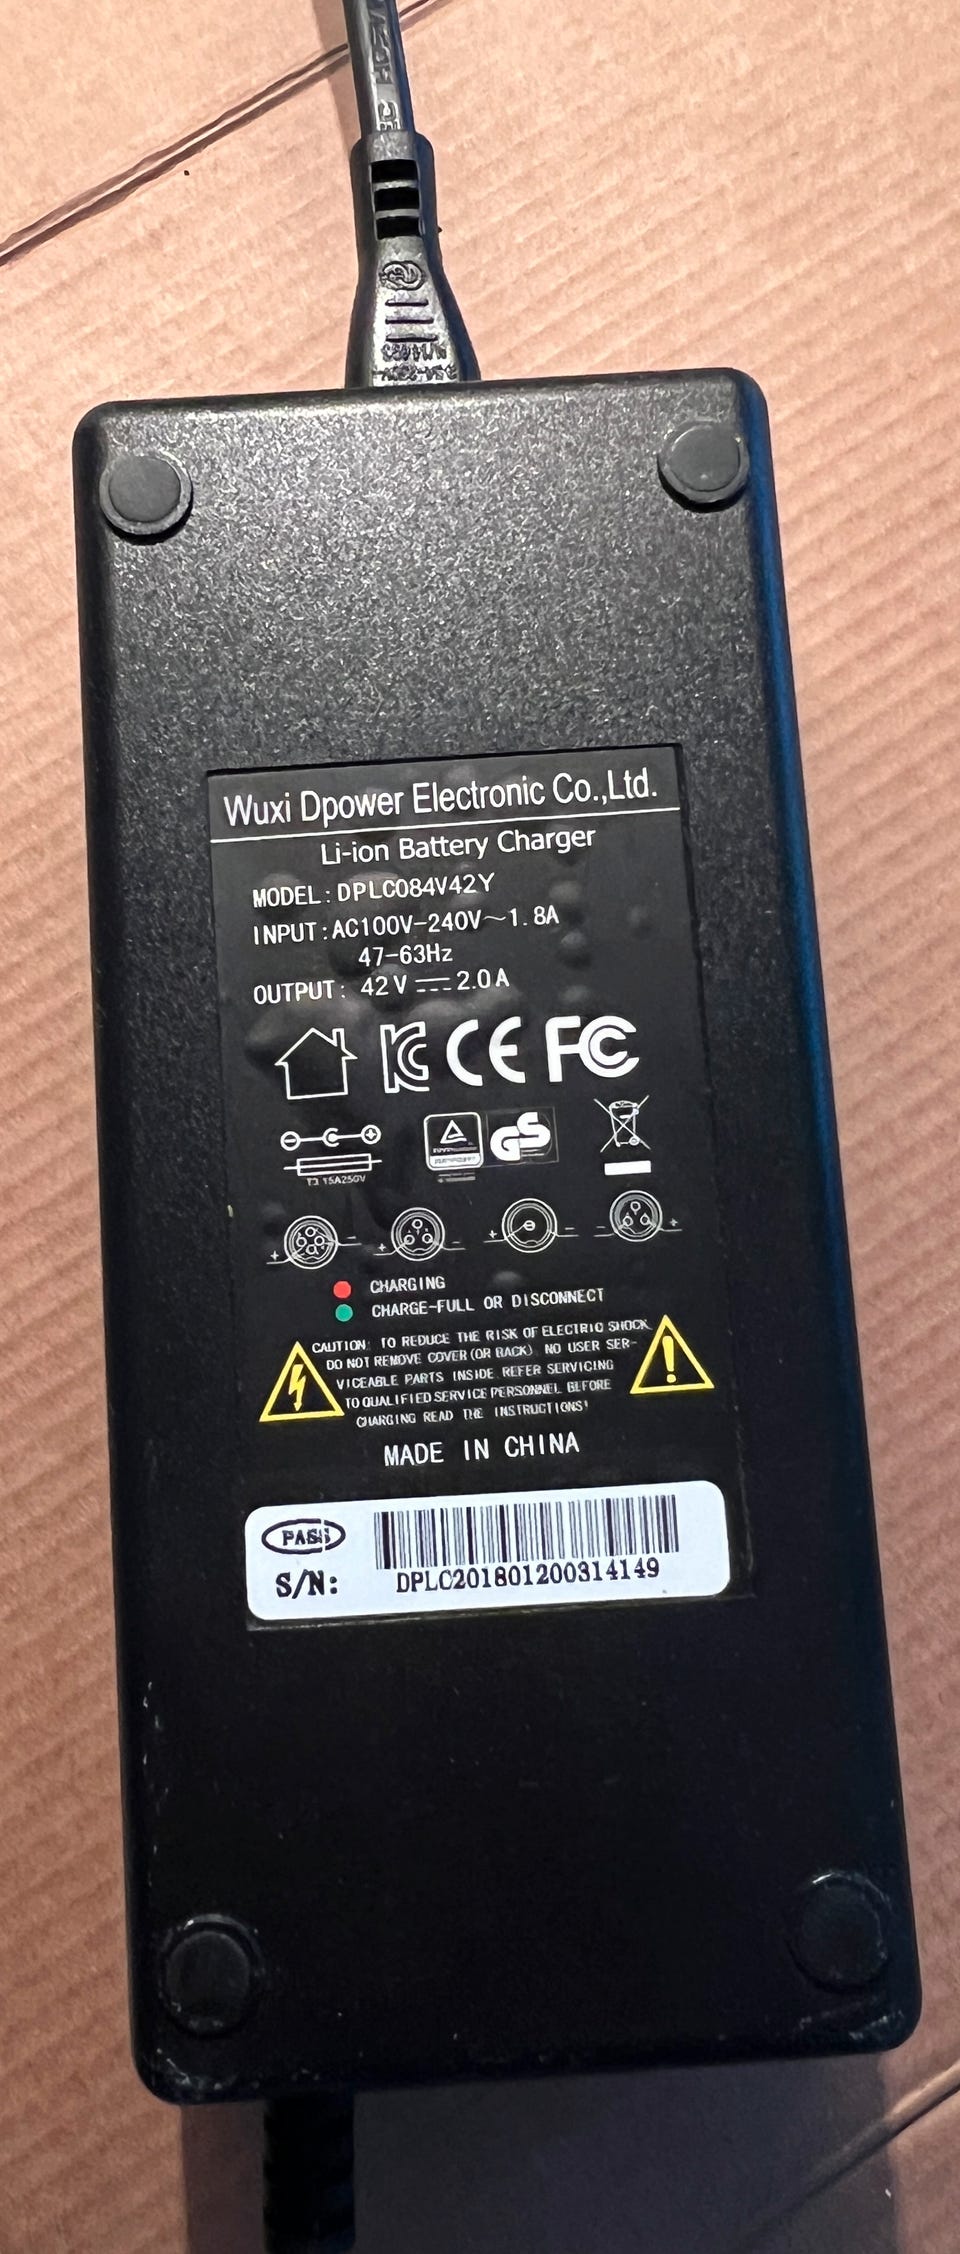 Wuxi Dpower Electronic Co.,Ltd.
Li-ion Battery Charger
MODEL:DPLC084V42Y
INPUT:AC100V-240V～1.8A
47-63Hz
OUTPUT: 42V⎓2.0A
CE FC
GS
CHARGING
CHARGE-FULL OR DISCONNECT
CAUTION: TO REDUCE THE RISK OF ELECTRIC SHOCK
DO NOT REMOVE COVER(OR BACK) NO USER SER-
VICEABLE PARTS INSIDE REFER SERVICING
TO QUALIFIED SERVICE PERSONNEL BEFORE
CHARGING READ THE INSTRUCTIONS!
MADE IN CHINA
PASS
S/N: DPLC201801200314149